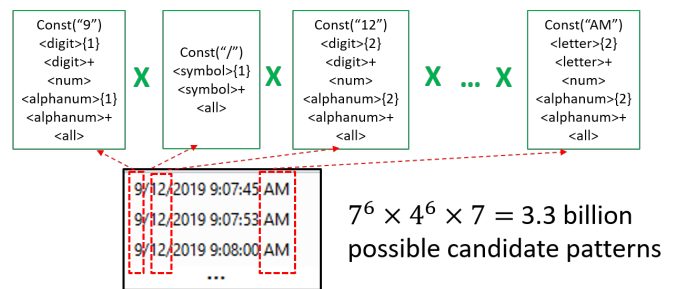 Const(“9”)
<digit>{1}
<digit>+
<num>
<alphanum>{1}
<alphanum>+
<all>
X
Const(“/”)
<symbol>{1}
<symbol>+
<all>
X
Const(“12”)
<digit>{2}
<digit>+
<num>
<alphanum>{2}
<alphanum>+
<all>
X ... X
Const(“AM”)
<letter>{2}
<letter>+
<num>
<alphanum>{2}
<alphanum>+
<all>
9/12/2019 9:07:45 AM
9/12/2019 9:07:53 AM
9/12/2019 9:08:00 AM
...
7⁶ × 4⁶ × 7 = 3.3 billion
possible candidate patterns